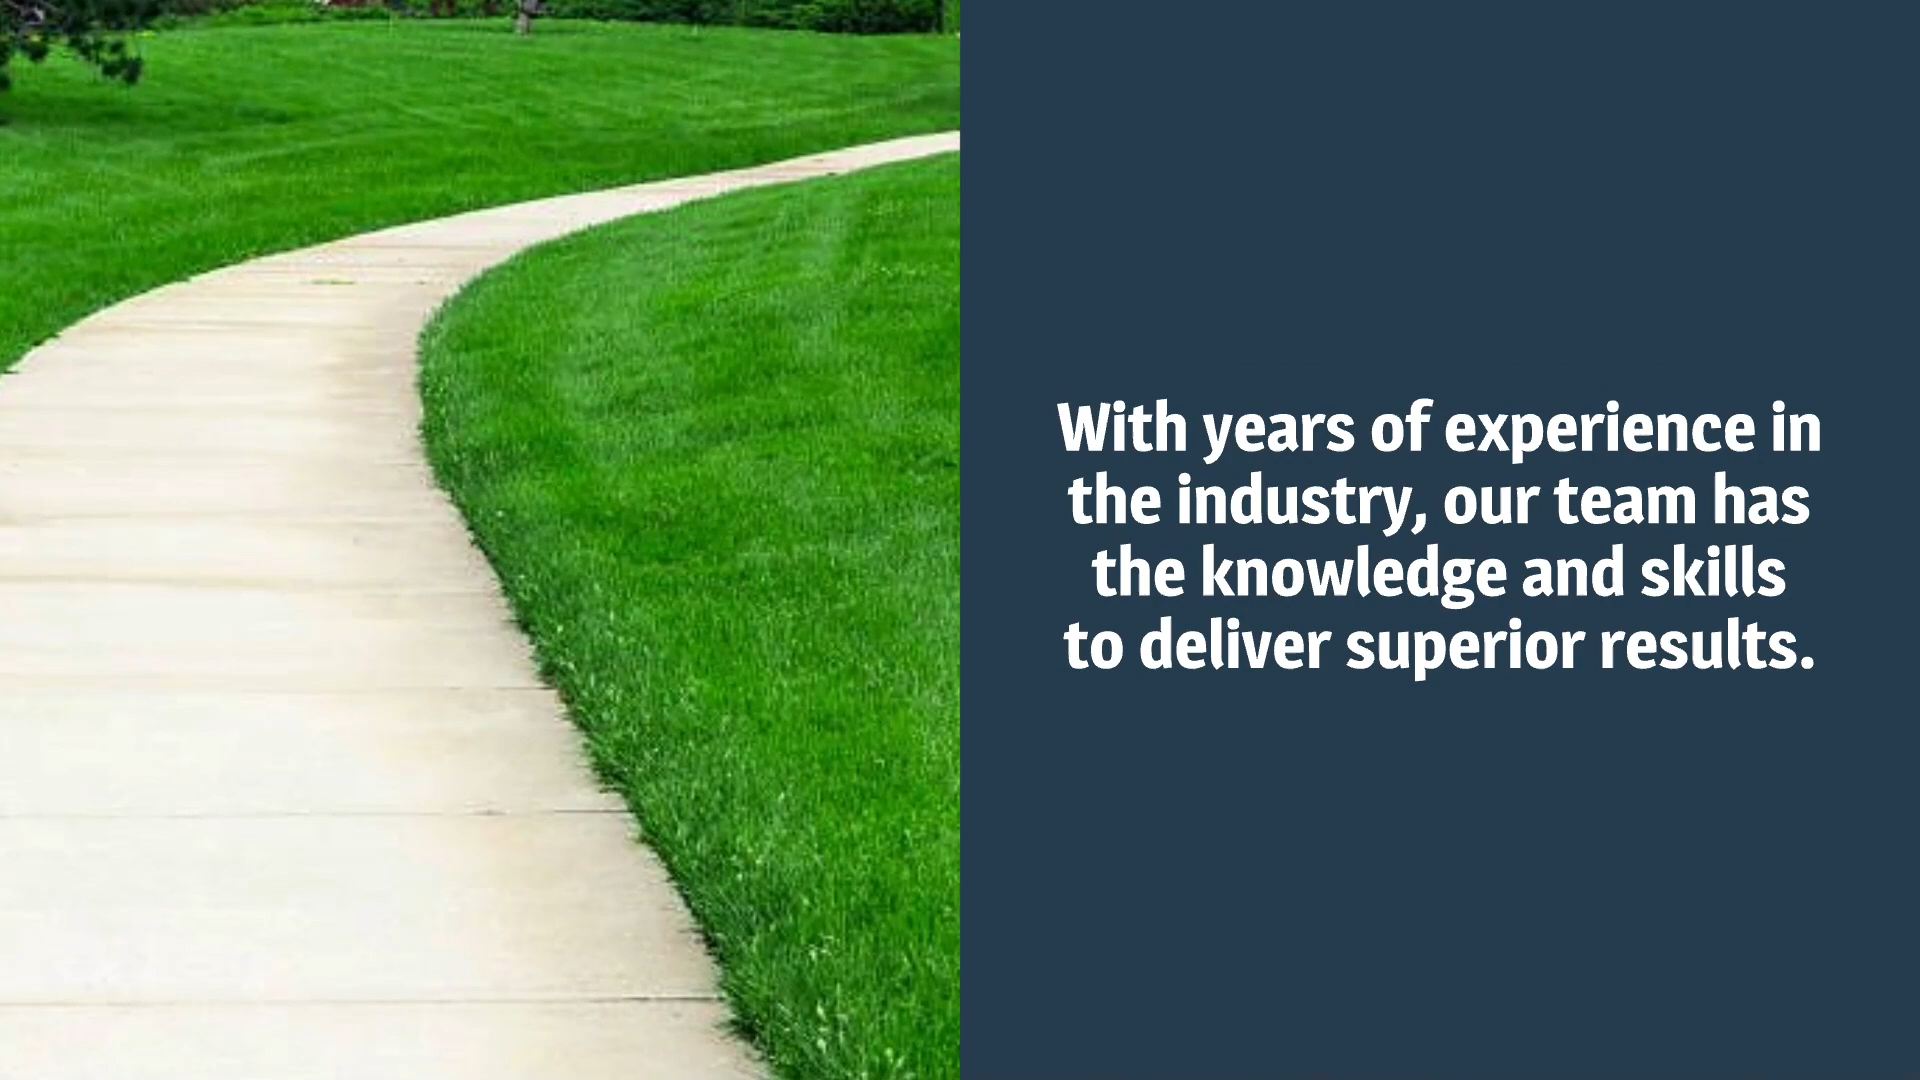 With years of experience in
the industry, our team has
the knowledge and skills
to deliver superior results.